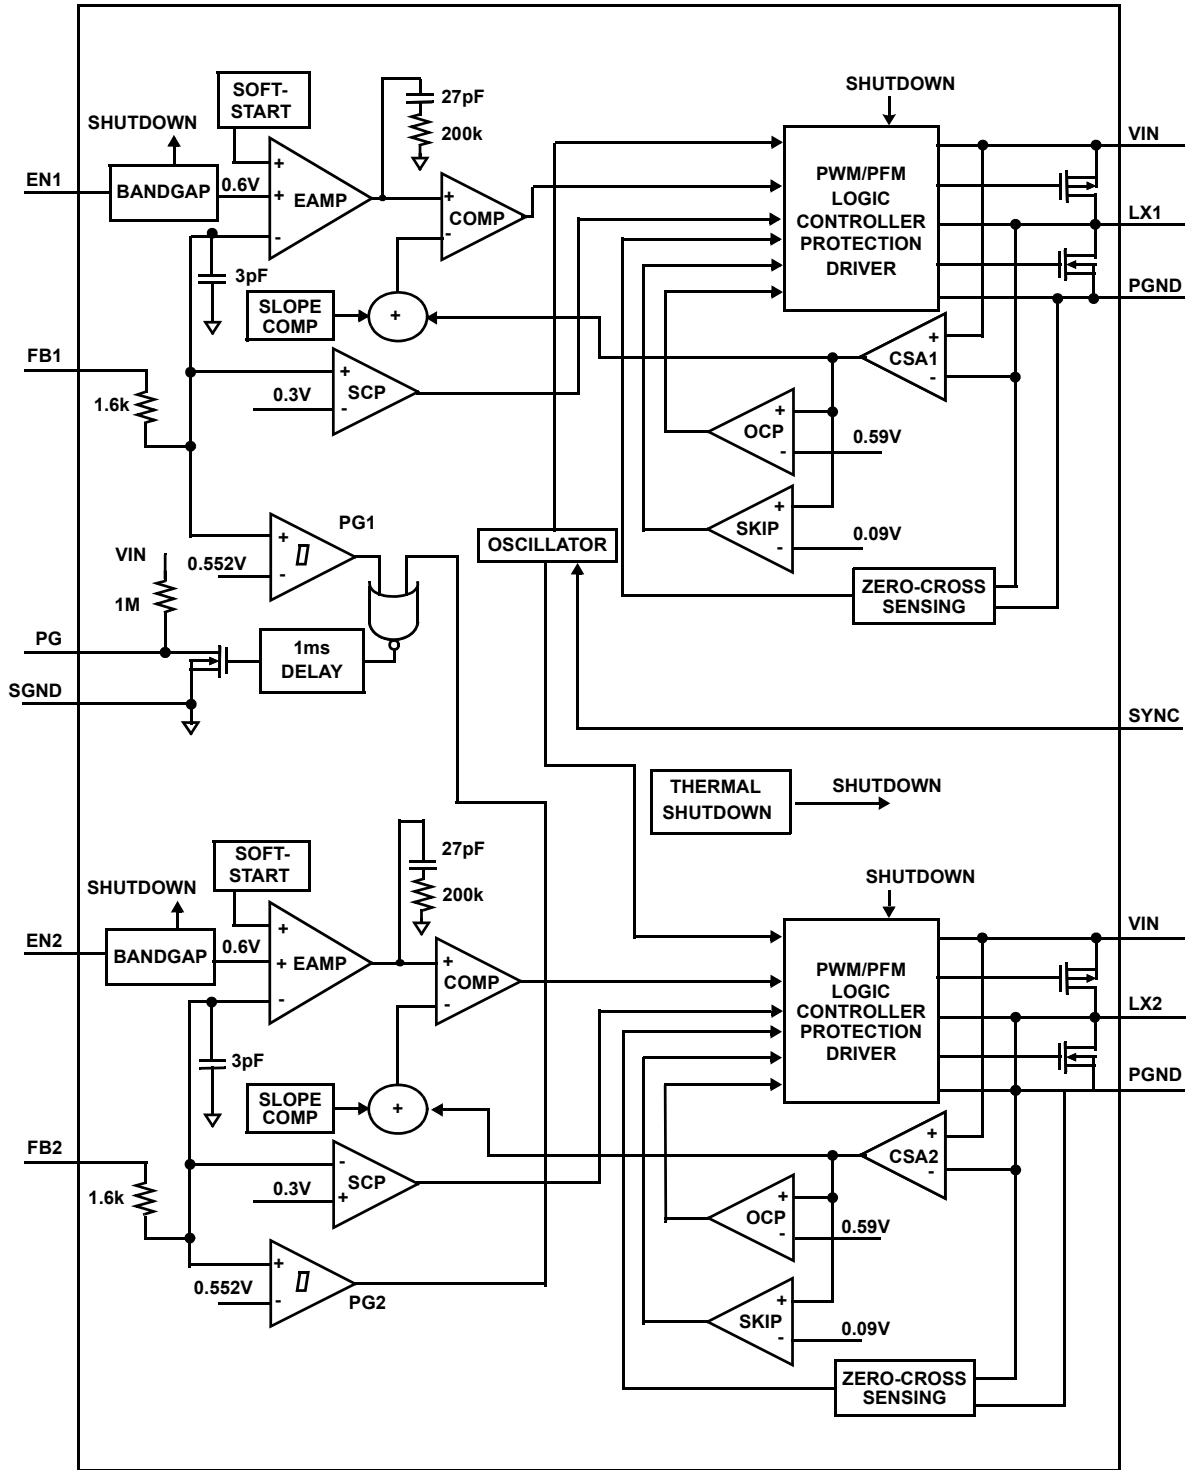 SOFT-
START
27pF
200k
SHUTDOWN
SHUTDOWN
VIN
EN1
BANDGAP
0.6V
+
+
-
EAMP
+
-
COMP
PWM/PFM
LOGIC
CONTROLLER
PROTECTION
DRIVER
LX1
3pF
SLOPE
COMP
+
PGND
FB1
1.6k
0.3V
+
-
SCP
+
-
CSA1
+
-
OCP
0.59V
PG1
+
-
0.552V
VIN
1M
OSCILLATOR
+
-
SKIP
0.09V
ZERO-CROSS
SENSING
PG
1ms
DELAY
SGND
SYNC
THERMAL
SHUTDOWN
SHUTDOWN
SOFT-
START
27pF
200k
SHUTDOWN
SHUTDOWN
VIN
EN2
BANDGAP
0.6V
+
+
-
EAMP
+
-
COMP
PWM/PFM
LOGIC
CONTROLLER
PROTECTION
DRIVER
LX2
3pF
SLOPE
COMP
+
PGND
FB2
1.6k
0.3V
-
+
SCP
+
-
CSA2
+
-
OCP
0.59V
+
-
0.552V
PG2
+
-
SKIP
0.09V
ZERO-CROSS
SENSING